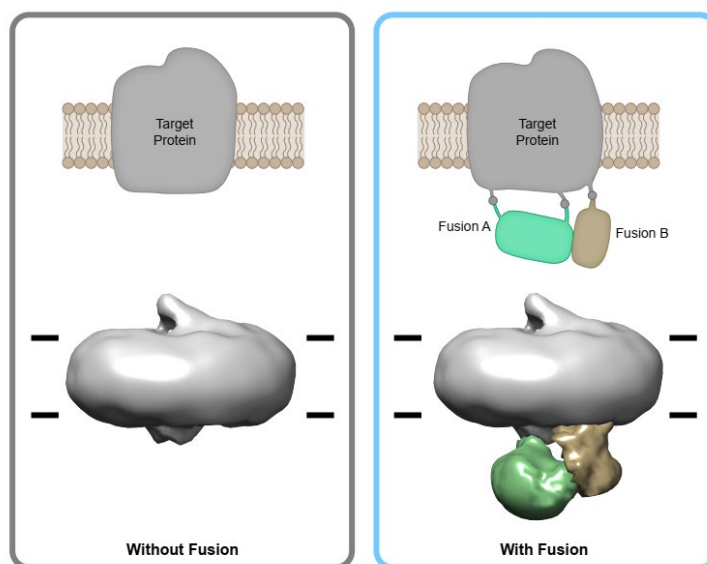 Target
Protein
Without Fusion
Target
Protein
Fusion A
Fusion B
With Fusion